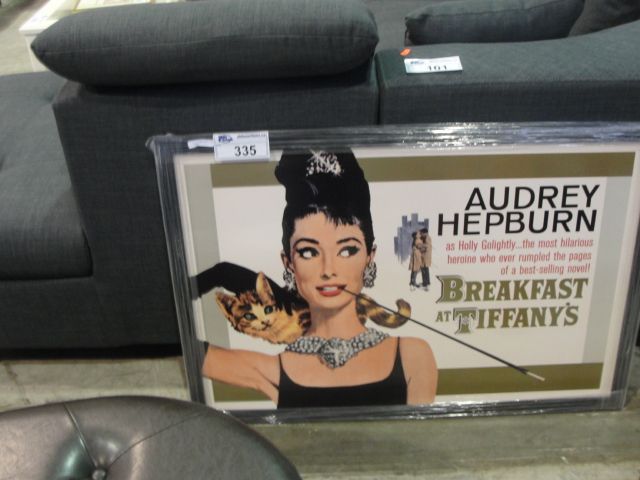 101
335
AUDREY
HEPBURN
as Holly Golightly...the most hilarious
heroine who ever rumpled the pages
of a best-selling novel!
BREAKFAST
AT TIFFANY'S